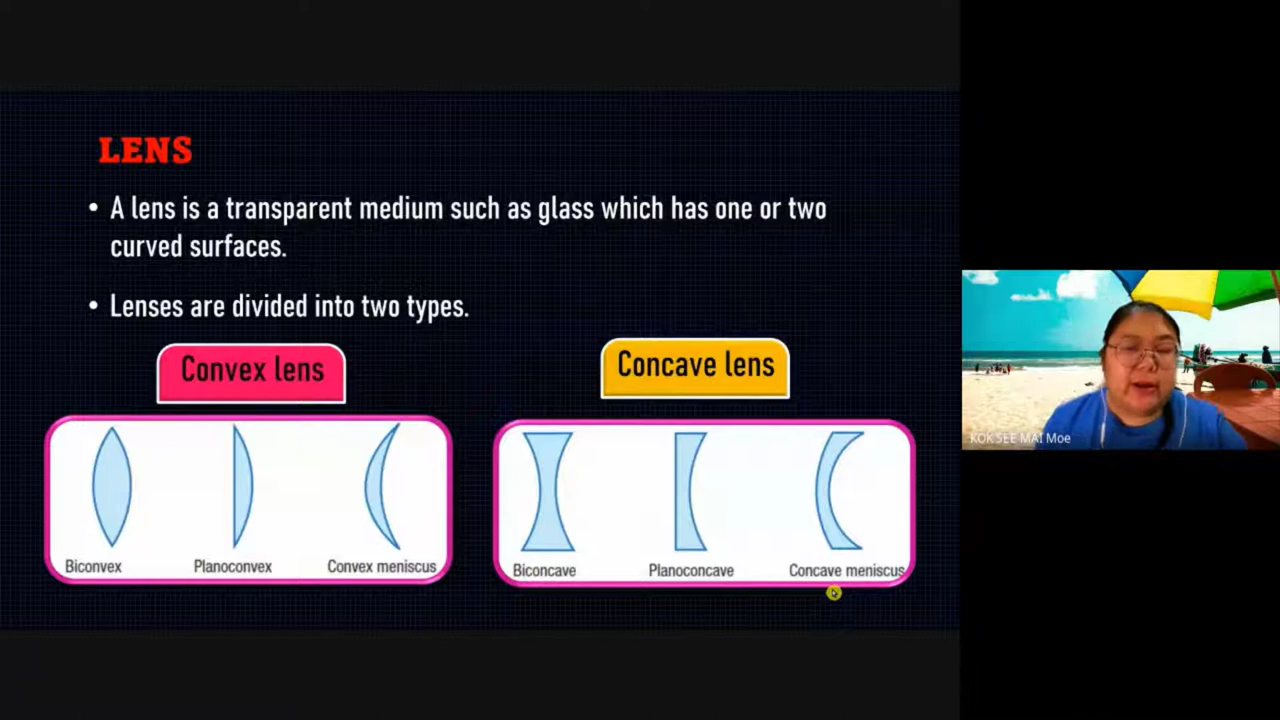 LENS
• A lens is a transparent medium such as glass which has one or two
curved surfaces.
• Lenses are divided into two types.
Convex lens
Concave lens
Biconvex
Planoconvex
Convex meniscus
Biconcave
Planoconcave
Concave meniscus
KOK SEE MAI Moe